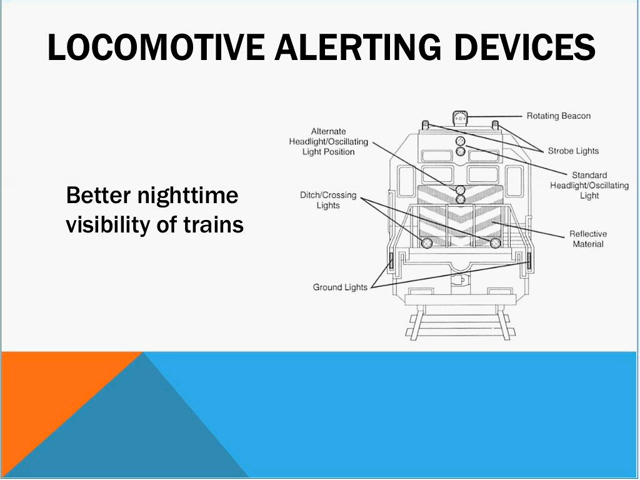 LOCOMOTIVE ALERTING DEVICES
Better nighttime
visibility of trains
Rotating Beacon
Alternate
Headlight/Oscillating
Light Position
Strobe Lights
Standard
Headlight/Oscillating
Light
Ditch/Crossing
Lights
Reflective
Material
Ground Lights